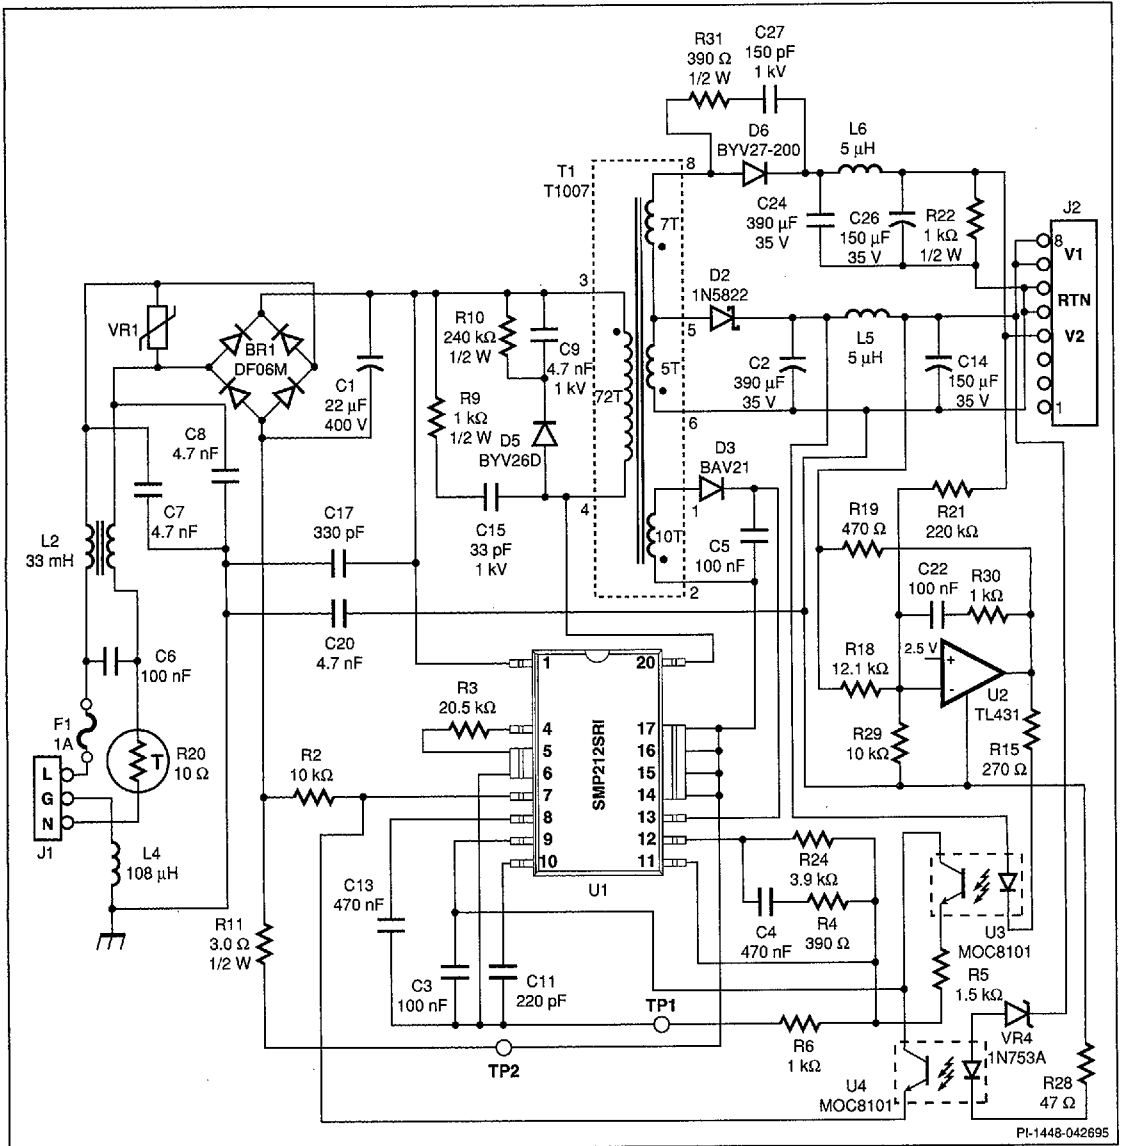 R31
390 Ω
1/2 W
C27
150 pF
1 kV
D6
BYV27-200
L6
5 µH
T1
T1007
8
7T
C24
390 µF
35 V
C26
150 µF
35 V
R22
1 kΩ
1/2 W
J2
8
V1
RTN
V2
1
D2
1N5822
3
5
VR1
BR1
DF06M
C1
22 µF
400 V
R10
240 kΩ
1/2 W
C9
4.7 nF
1 kV
72T
5T
C2
390 µF
35 V
L5
5 µH
C14
150 µF
35 V
R9
1 kΩ
1/2 W
D5
BYV26D
6
C8
4.7 nF
C7
4.7 nF
L2
33 mH
C17
330 pF
C15
33 pF
1 kV
4
D3
BAV21
1
10T
C5
100 nF
2
R19
470 Ω
R21
220 kΩ
C22
100 nF
R30
1 kΩ
C20
4.7 nF
C6
100 nF
R3
20.5 kΩ
R18
12.1 kΩ
2.5 V
+
-
U2
TL431
R29
10 kΩ
R15
270 Ω
F1
1A
T
R20
10 Ω
R2
10 kΩ
L
G
N
J1
L4
108 µH
1
4
5
6
7
8
9
10
SMP212SRI
20
17
16
15
14
13
12
11
U1
C13
470 nF
R24
3.9 kΩ
C4
470 nF
R4
390 Ω
U3
MOC8101
R11
3.0 Ω
1/2 W
C3
100 nF
C11
220 pF
R5
1.5 kΩ
TP1
TP2
R6
1 kΩ
VR4
1N753A
U4
MOC8101
R28
47 Ω
PI-1448-042695